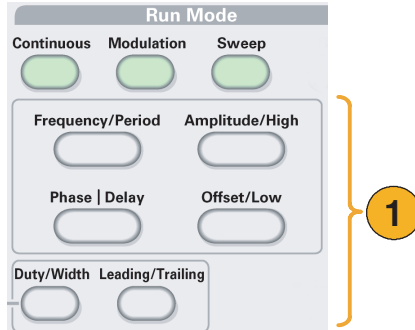 Run Mode
Continuous Modulation Sweep
Frequency/Period Amplitude/High
1
Phase | Delay Offset/Low
Duty/Width Leading/Trailing